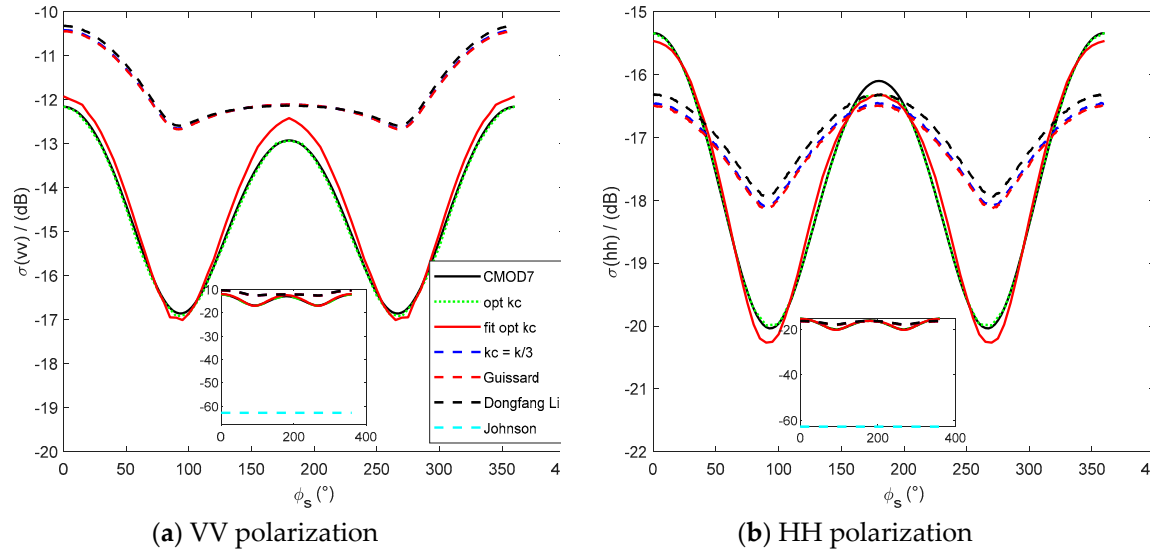 -10
-11
-12
-13
-14
-15
-16
-17
-18
-19
-20
σ(vv) / (dB)
0 50 100 150 200 250 300 350 4
ϕs (°)
CMOD7
opt kc
fit opt kc
kc = k/3
Guissard
Dongfang Li
Johnson
0
-20
-30
-40
-50
-60
0 200 400
(a) VV polarization
-16
-17
-18
-19
-20
-21
-22
σ(hh) / (dB)
0 50 100 150 200 250 300 350 4
ϕs (°)
-20
-40
-60
0 200 400
(b) HH polarization